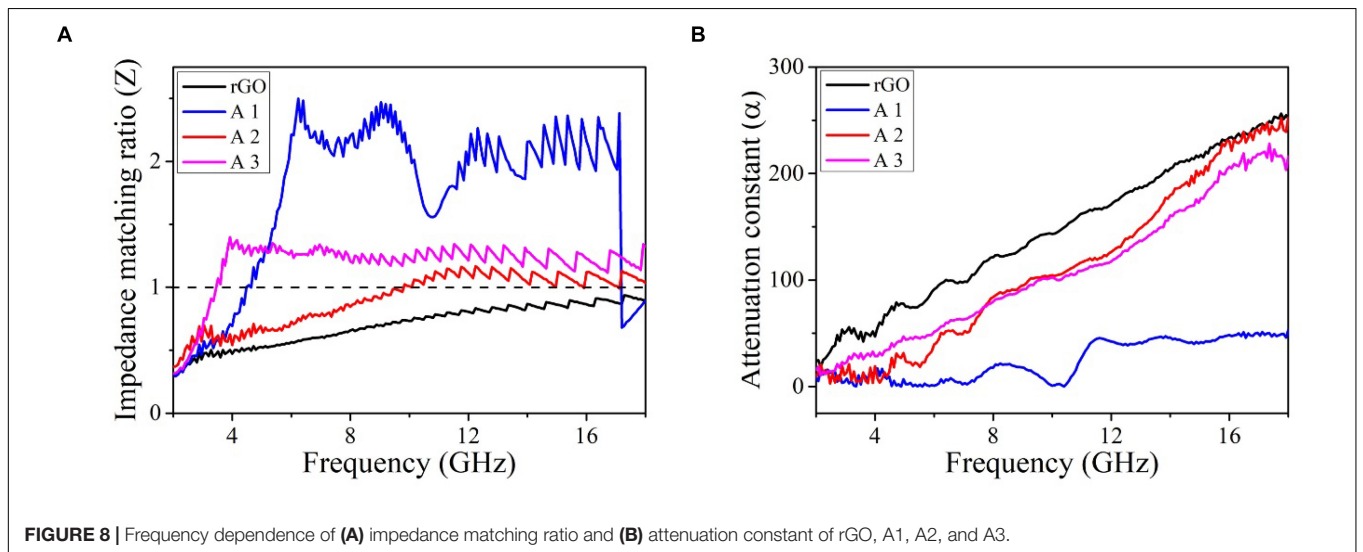 A
Impedance matching ratio (Z)
2
1
0
rGO
A 1
A 2
A 3
4 8 12 16
Frequency (GHz)
B
Attenuation constant (α)
300
200
100
0
rGO
A 1
A 2
A 3
4 8 12 16
Frequency (GHz)
FIGURE 8 | Frequency dependence of (A) impedance matching ratio and (B) attenuation constant of rGO, A1, A2, and A3.